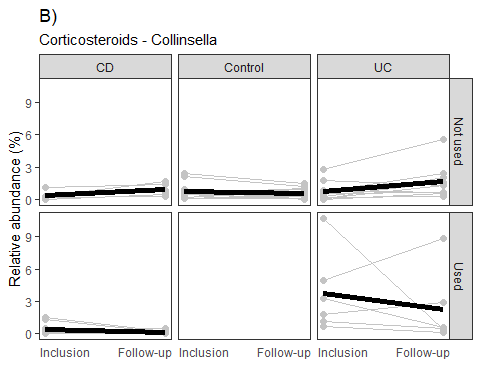 B)
Corticosteroids - Collinsella
CD Control UC
Relative abundance (%)
9
6
3
0
Not used
9
6
3
0
Used
Inclusion Follow-up Inclusion Follow-up Inclusion Follow-up